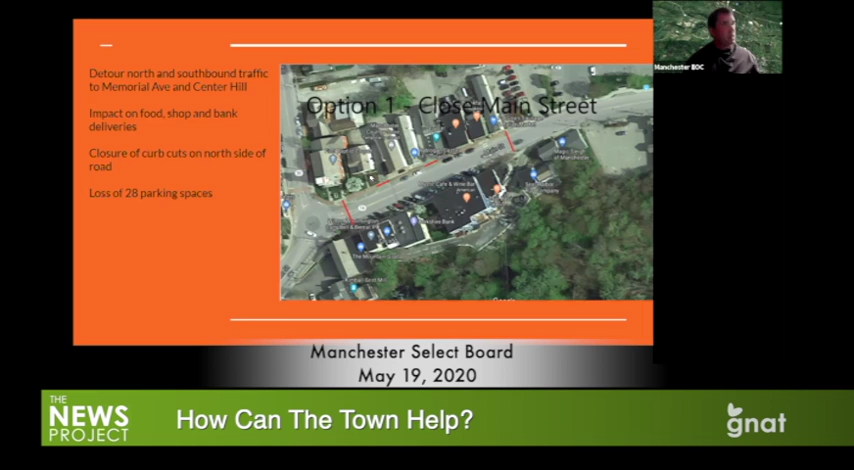 Detour north and southbound traffic
to Memorial Ave and Center Hill
Impact on food, shop and bank
deliveries
Closure of curb cuts on north side of
road
Loss of 28 parking spaces
Option 1 - Close Main Street
Manchester BOC
Manchester Select Board
May 19, 2020
THE
NEWS
PROJECT
How Can The Town Help?
gnat